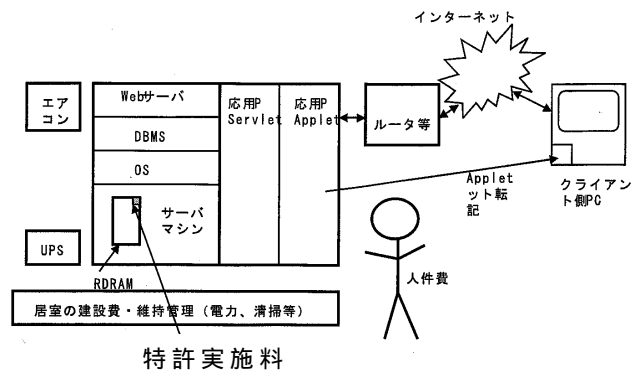 インターネット
エア
コン
Webサーバ
応用P
Servlet
応用P
Applet
ルータ等
DBMS
OS
サーバ
マシン
Applet
ット転
記
クライアン
ト側PC
UPS
RDRAM
人件費
居室の建設費・維持管理（電力、清掃等）
特許実施料